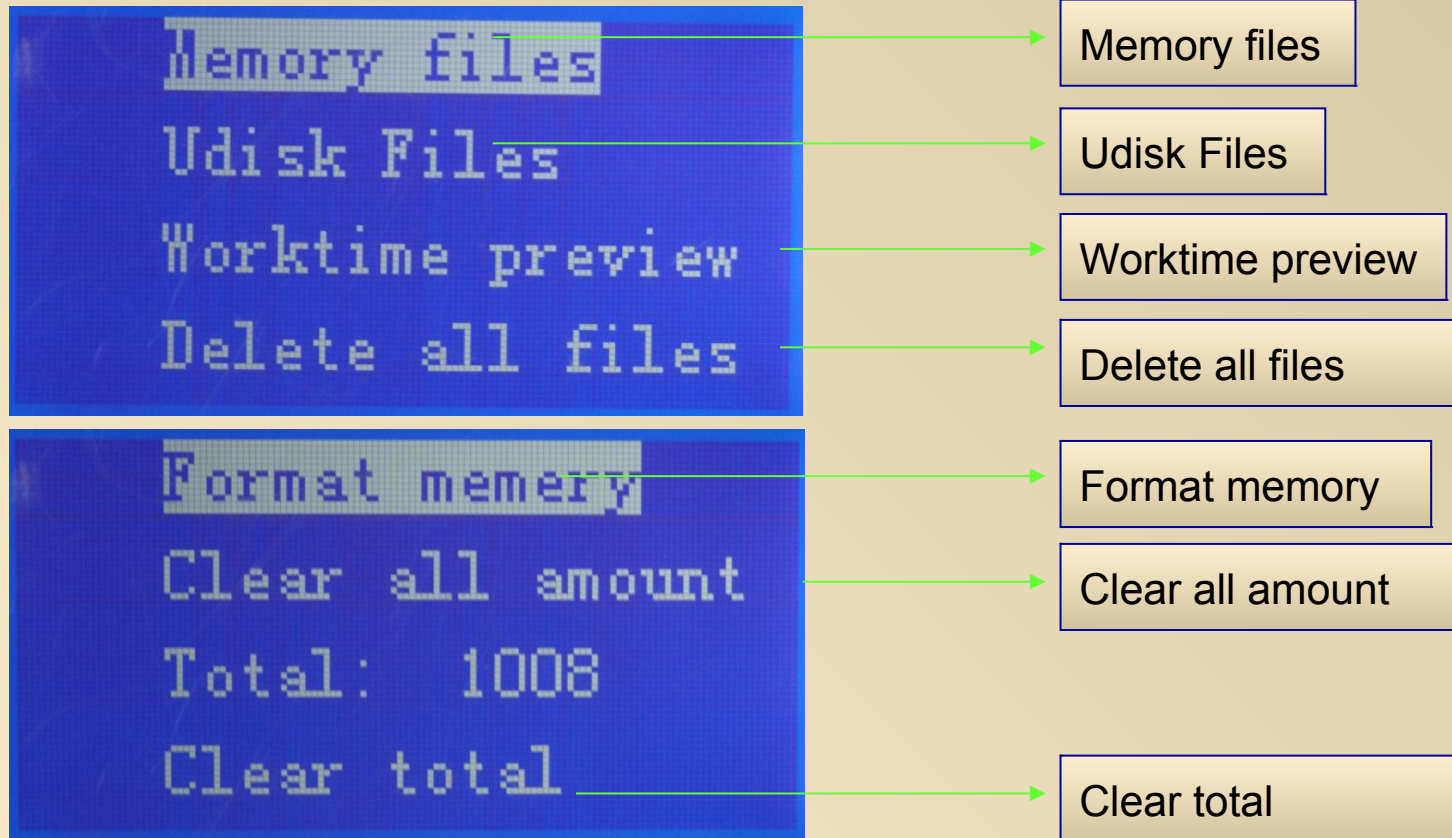 Memory files
Memory files
Udisk Files
Udisk Files
Worktime preview
Worktime preview
Delete all files
Delete all files
Format memery
Format memory
Clear all amount
Clear all amount
Total: 1008
Clear total
Clear total